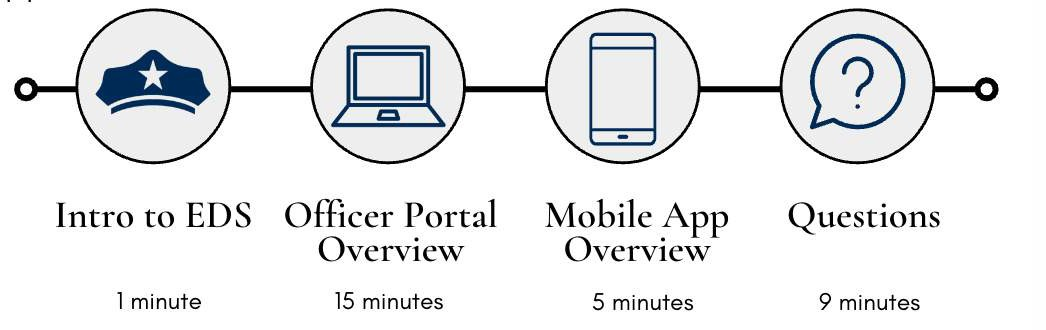 Intro to EDS
Officer Portal
Overview
Mobile App
Overview
Questions
1 minute
15 minutes
5 minutes
9 minutes